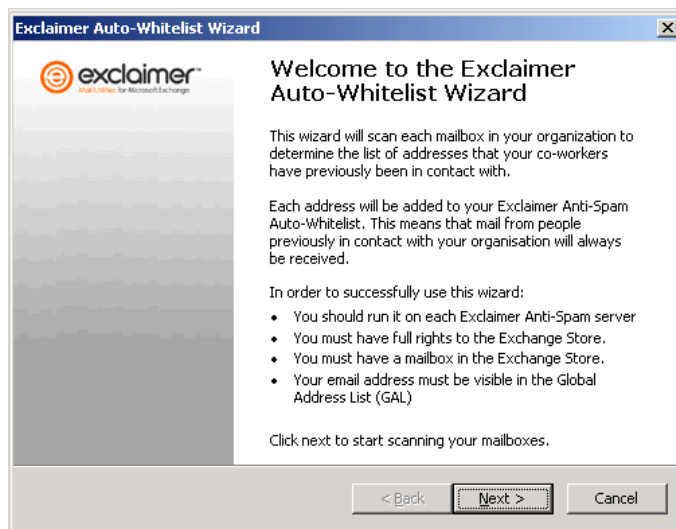 Exclaimer Auto-Whitelist Wizard
exclaimer™
Mail Utilities for Microsoft Exchange
Welcome to the Exclaimer
Auto-Whitelist Wizard
This wizard will scan each mailbox in your organization to
determine the list of addresses that your co-workers
have previously been in contact with.
Each address will be added to your Exclaimer Anti-Spam
Auto-Whitelist. This means that mail from people
previously in contact with your organisation will always
be received.
In order to successfully use this wizard:
• You should run it on each Exclaimer Anti-Spam server
• You must have full rights to the Exchange Store.
• You must have a mailbox in the Exchange Store.
• Your email address must be visible in the Global
Address List (GAL)
Click next to start scanning your mailboxes.
< Back
Next >
Cancel